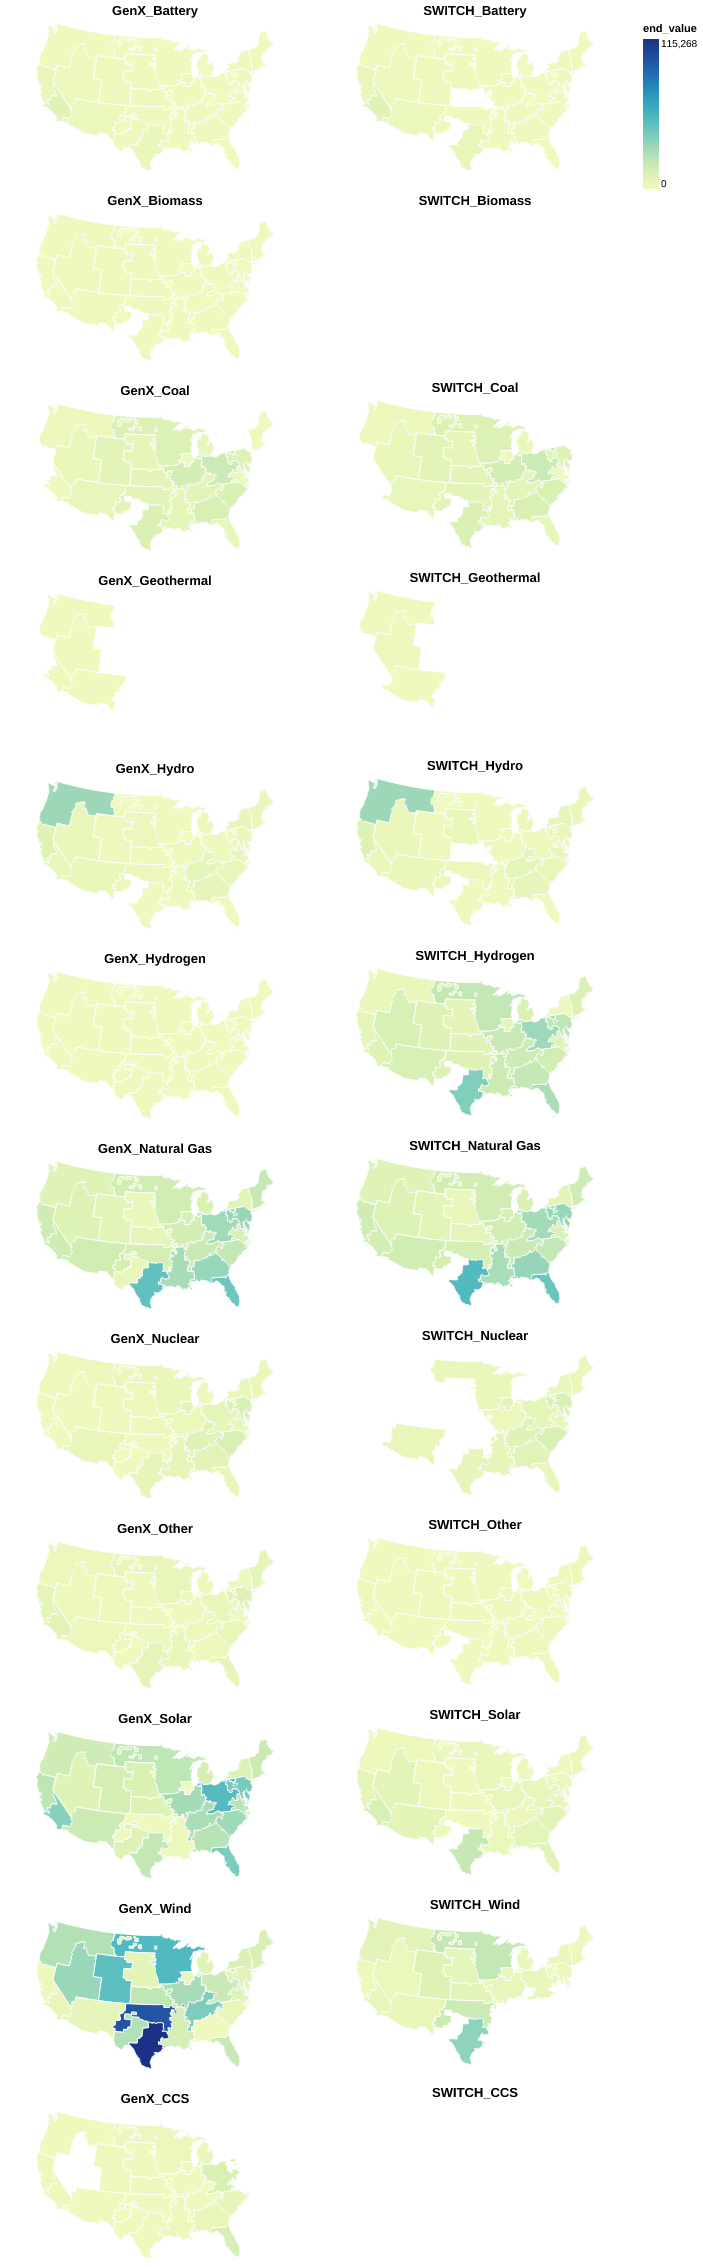 GenX_Battery
SWITCH_Battery
end_value
115,268
0
GenX_Biomass
SWITCH_Biomass
GenX_Coal
SWITCH_Coal
GenX_Geothermal
SWITCH_Geothermal
GenX_Hydro
SWITCH_Hydro
GenX_Hydrogen
SWITCH_Hydrogen
GenX_Natural Gas
SWITCH_Natural Gas
GenX_Nuclear
SWITCH_Nuclear
GenX_Other
SWITCH_Other
GenX_Solar
SWITCH_Solar
GenX_Wind
SWITCH_Wind
GenX_CCS
SWITCH_CCS